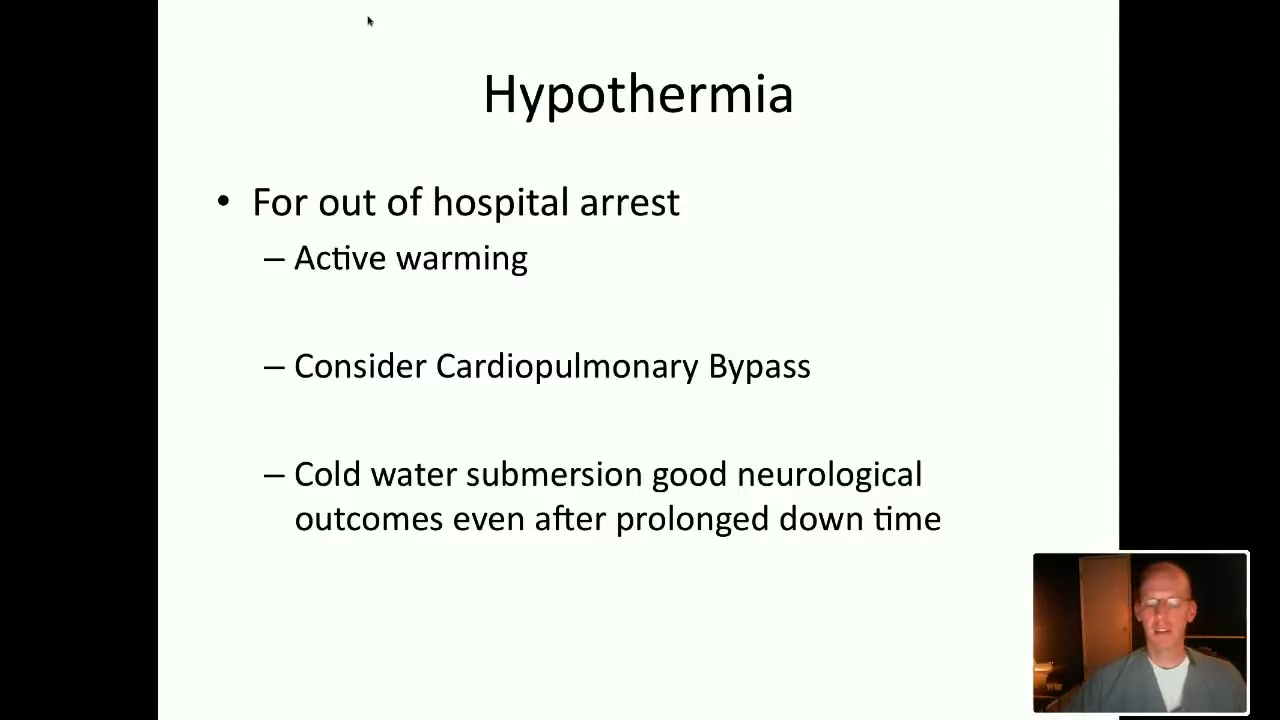 Hypothermia
• For out of hospital arrest
– Active warming
– Consider Cardiopulmonary Bypass
– Cold water submersion good neurological
outcomes even after prolonged down time